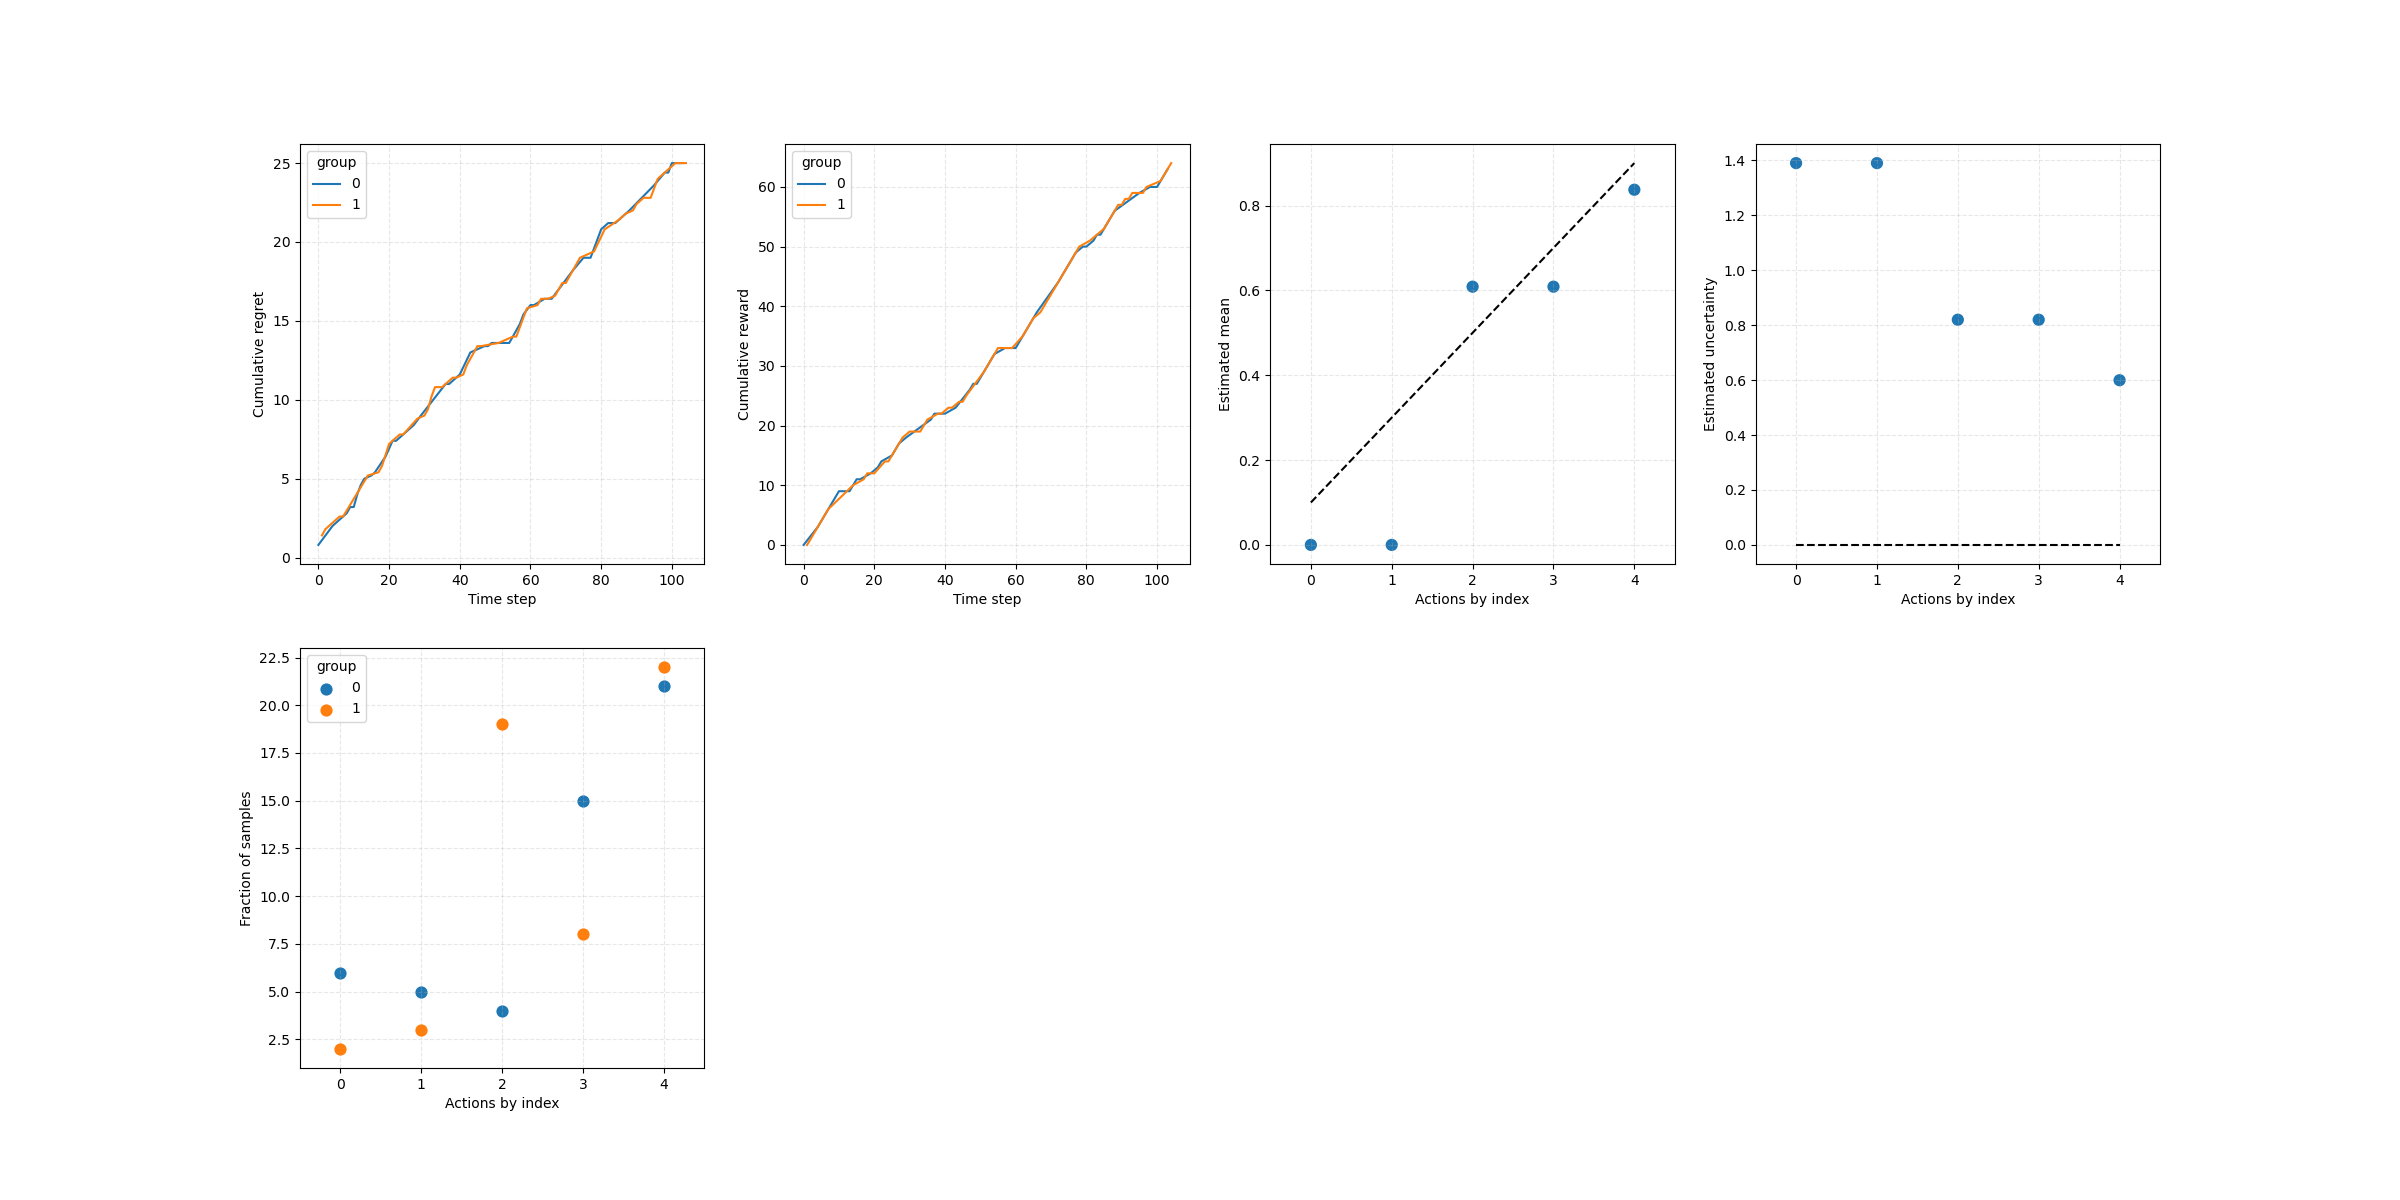 group
0
1
25
20
15
10
5
0
Cumulative regret
0 20 40 60 80 100
Time step
group
0
1
60
50
40
30
20
10
0
Cumulative reward
0 20 40 60 80 100
Time step
0.8
0.6
0.4
0.2
0.0
Estimated mean
0 1 2 3 4
Actions by index
1.4
1.2
1.0
0.8
0.6
0.4
0.2
0.0
Estimated uncertainty
0 1 2 3 4
Actions by index
group
0
1
22.5
20.0
17.5
15.0
12.5
10.0
7.5
5.0
2.5
Fraction of samples
0 1 2 3 4
Actions by index